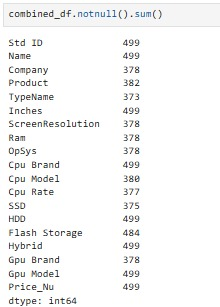 combined_df.notnull().sum()
Std ID 499
Name 499
Company 378
Product 382
TypeName 373
Inches 499
ScreenResolution 378
Ram 378
OpSys 378
Cpu Brand 499
Cpu Model 380
Cpu Rate 377
SSD 375
HDD 499
Flash Storage 484
Hybrid 499
Gpu Brand 378
Gpu Model 499
Price_Nu 499
dtype: int64